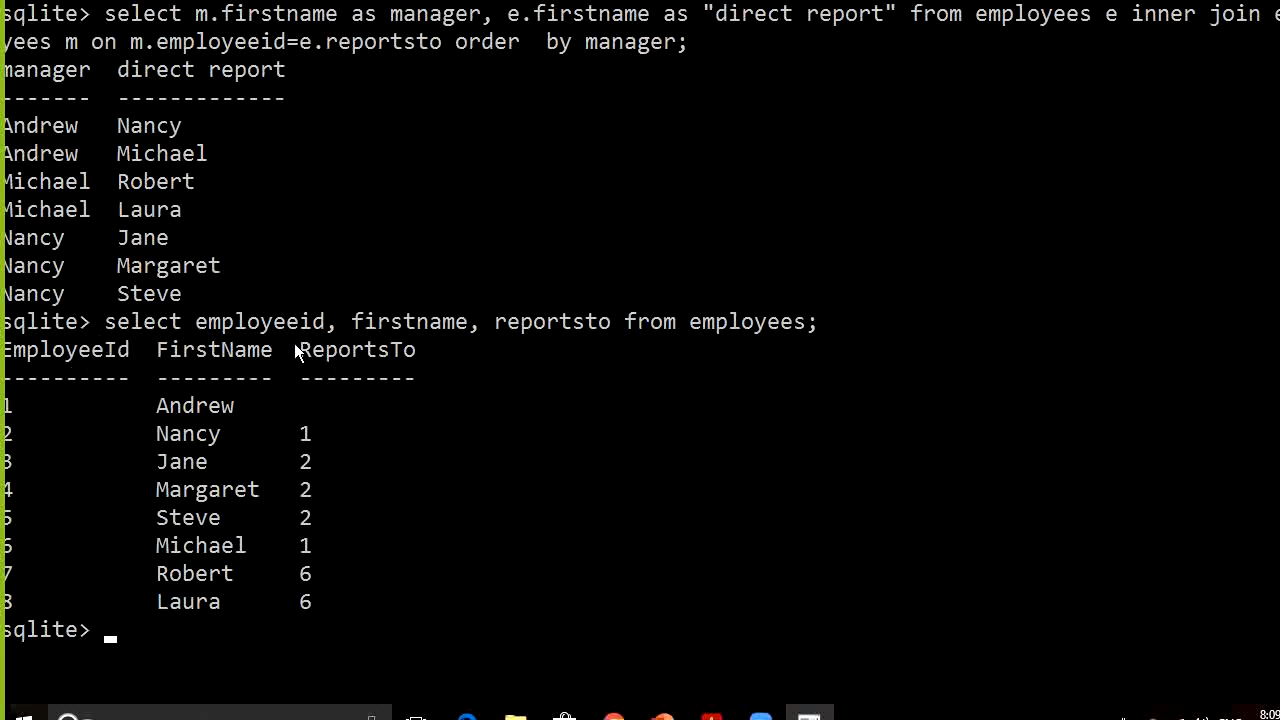 sqlite> select m.firstname as manager, e.firstname as "direct report" from employees e inner join
yees m on m.employeeid=e.reportsto order  by manager;
manager  direct report
-------  -------------
Andrew   Nancy
Andrew   Michael
Michael  Robert
Michael  Laura
Nancy    Jane
Nancy    Margaret
Nancy    Steve
sqlite> select employeeid, firstname, reportsto from employees;
EmployeeId  FirstName  ReportsTo
----------  ---------  ---------
1           Andrew
2           Nancy      1
3           Jane       2
4           Margaret   2
5           Steve      2
6           Michael    1
7           Robert     6
8           Laura      6
sqlite>